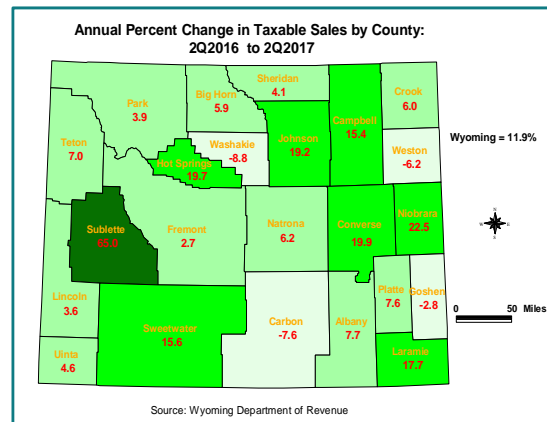 Annual Percent Change in Taxable Sales by County:
2Q2016 to 2Q2017
Sheridan
4.1
Park
3.9
Big Horn
5.9
Campbell
15.4
Crook
6.0
Teton
7.0
Washakie
-8.8
Johnson
19.2
Weston
-6.2
Wyoming = 11.9%
Hot Springs
19.7
Sublette
65.0
Fremont
2.7
Natrona
6.2
Converse
19.9
Niobrara
22.5
N
W
E
S
Lincoln
3.6
Sweetwater
15.6
Carbon
-7.6
Albany
7.7
Platte
7.6
Goshen
-2.8
0 50 Miles
Uinta
4.6
Laramie
17.7
Source: Wyoming Department of Revenue